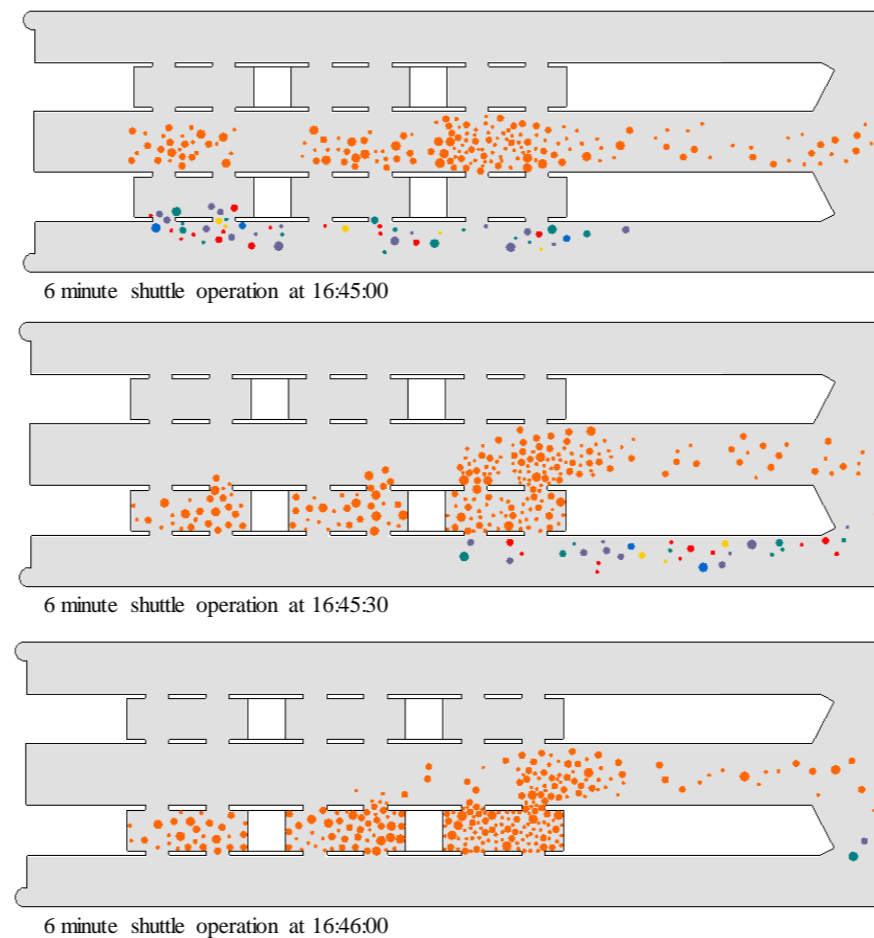 6 minute shuttle operation at 16:45:00
6 minute shuttle operation at 16:45:30
6 minute shuttle operation at 16:46:00